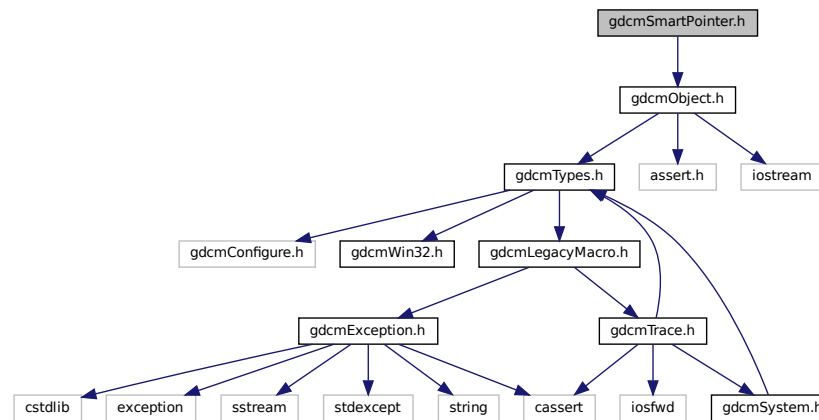 gdcmSmartPointer.h
gdcmObject.h
gdcmTypes.h
assert.h
iostream
gdcmConfigure.h
gdcmWin32.h
gdcmLegacyMacro.h
gdcmException.h
gdcmTrace.h
cstdlib
exception
sstream
stdexcept
string
cassert
iosfwd
gdcmSystem.h